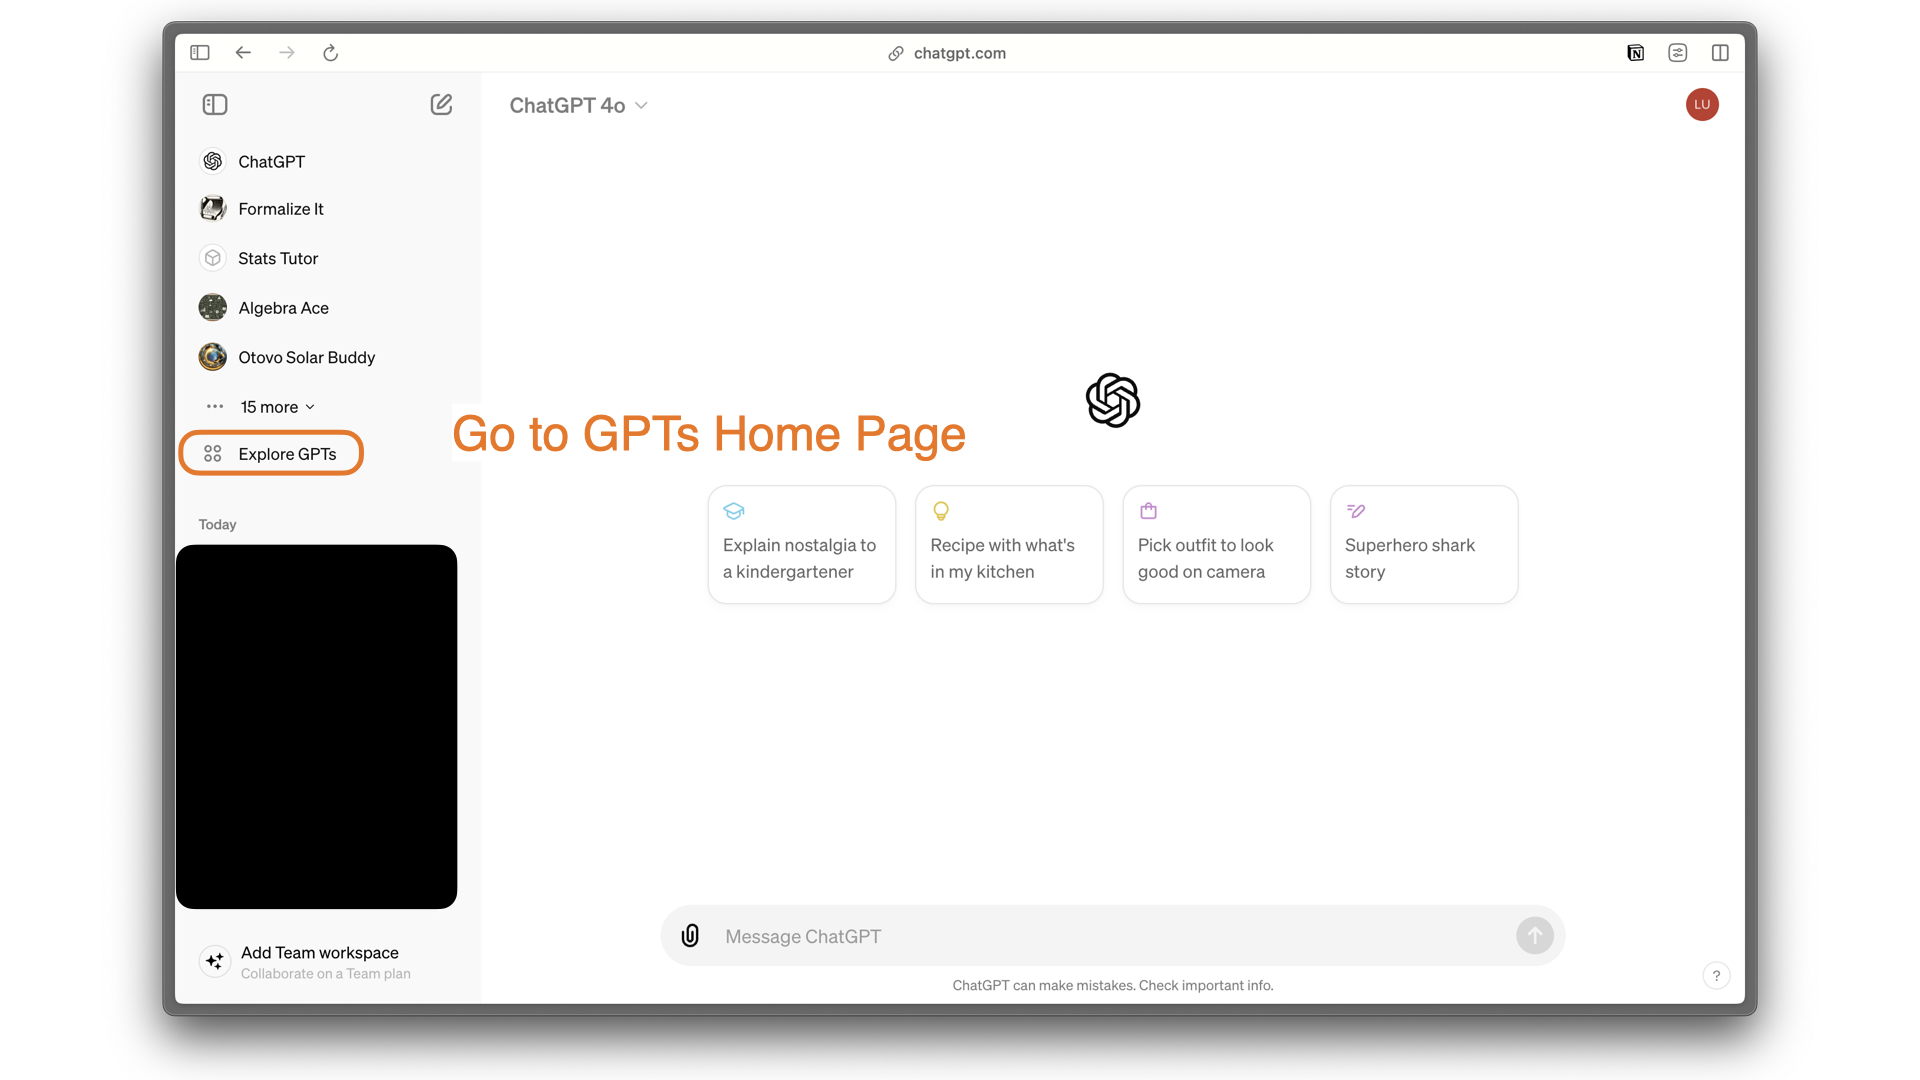 chatgpt.com
ChatGPT 4o
LU
ChatGPT
Formalize It
Stats Tutor
Algebra Ace
Otovo Solar Buddy
15 more
Explore GPTs
Go to GPTs Home Page
Today
Explain nostalgia to
a kindergartener
Recipe with what's
in my kitchen
Pick outfit to look
good on camera
Superhero shark
story
Add Team workspace
Collaborate on a Team plan
Message ChatGPT
ChatGPT can make mistakes. Check important info.
?